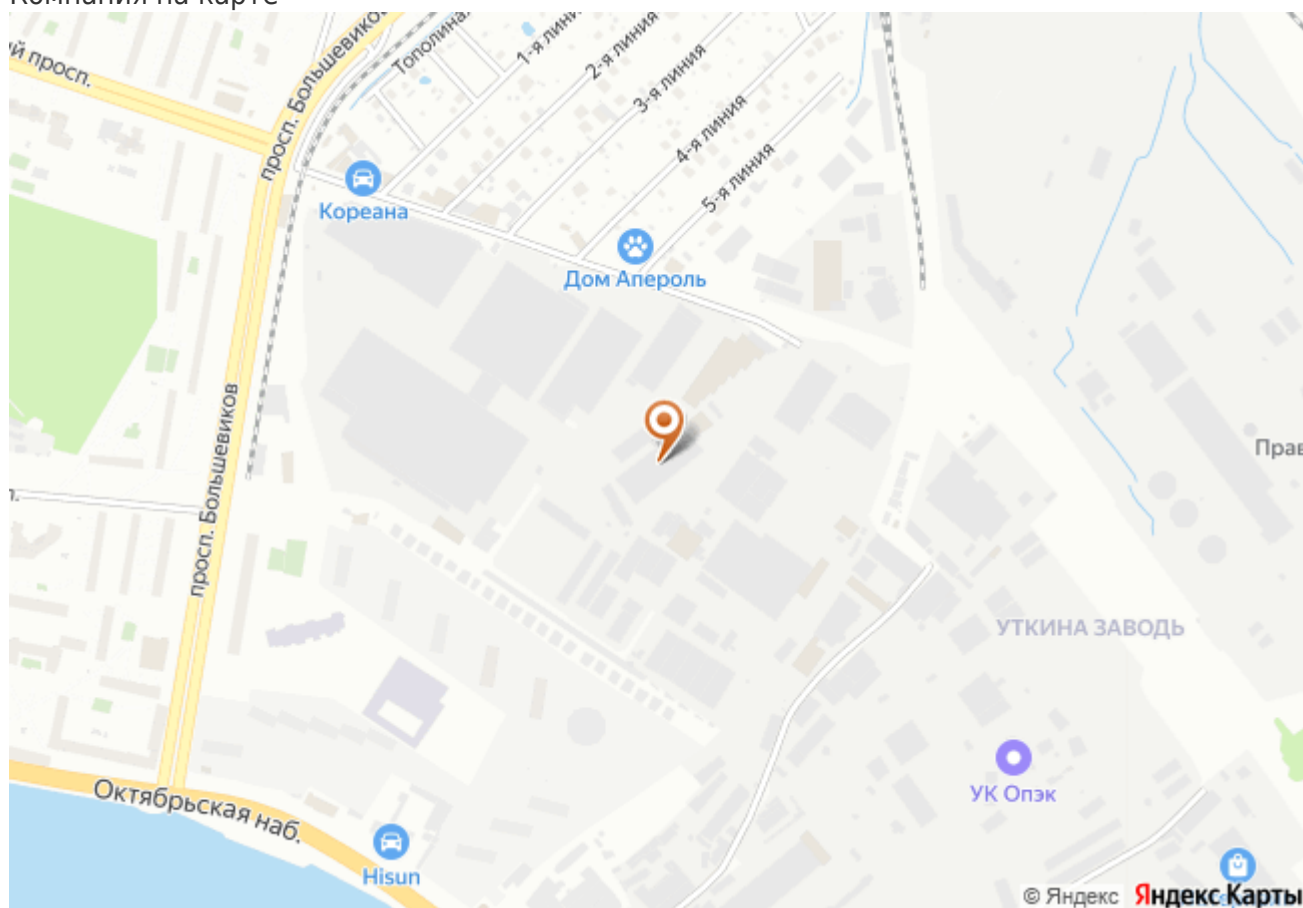 Компания на карте
й просп.
просп. Большевиков
Тополиная
1-я линия
2-я линия
3-я линия
4-я линия
5-я линия
Кореана
Дом Апероль
просп. Большевиков
Прав
УТКИНА ЗАВОДЬ
УК Опэк
Октябрьская наб.
Hisun
© Яндекс Яндекс Карты